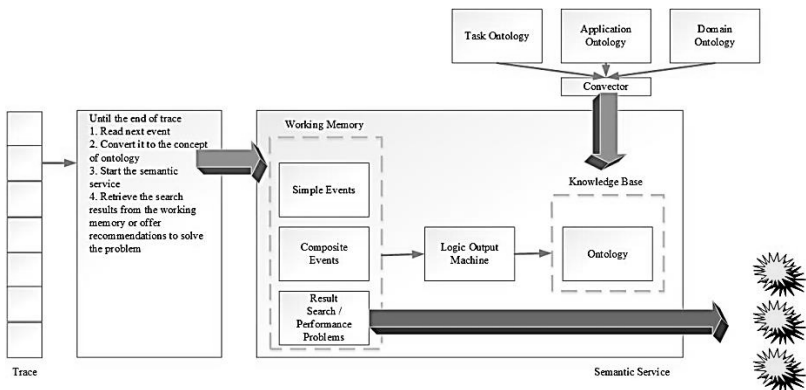 Task Ontology
Application
Ontology
Domain
Ontology
Convector
Until the end of trace
1. Read next event
2. Convert it to the concept
of ontology
3. Start the semantic
service
4. Retrieve the search
results from the working
memory or offer
recommendations to solve
the problem
Working Memory
Simple Events
Composite
Events
Result
Search /
Performance
Problems
Logic Output
Machine
Knowledge Base
Ontology
Trace
Semantic Service